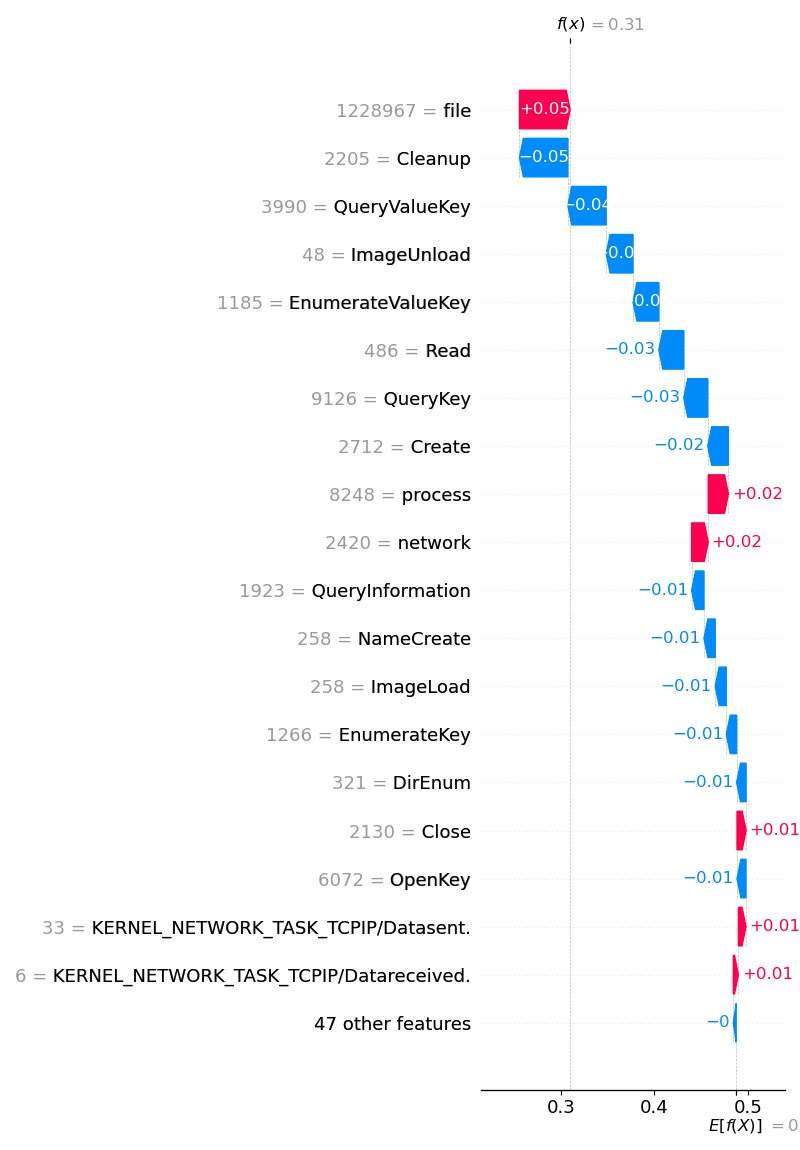 f(x) = 0.31
1228967 = file +0.05
2205 = Cleanup −0.05
3990 = QueryValueKey −0.04
48 = ImageUnload 0.0
1185 = EnumerateValueKey 0.0
486 = Read −0.03
9126 = QueryKey −0.03
2712 = Create −0.02
8248 = process +0.02
2420 = network +0.02
1923 = QueryInformation −0.01
258 = NameCreate −0.01
258 = ImageLoad −0.01
1266 = EnumerateKey −0.01
321 = DirEnum −0.01
2130 = Close +0.01
6072 = OpenKey −0.01
33 = KERNEL_NETWORK_TASK_TCPIP/Datasent. +0.01
6 = KERNEL_NETWORK_TASK_TCPIP/Datareceived. +0.01
47 other features −0
0.3 0.4 0.5
E[f(X)] = 0